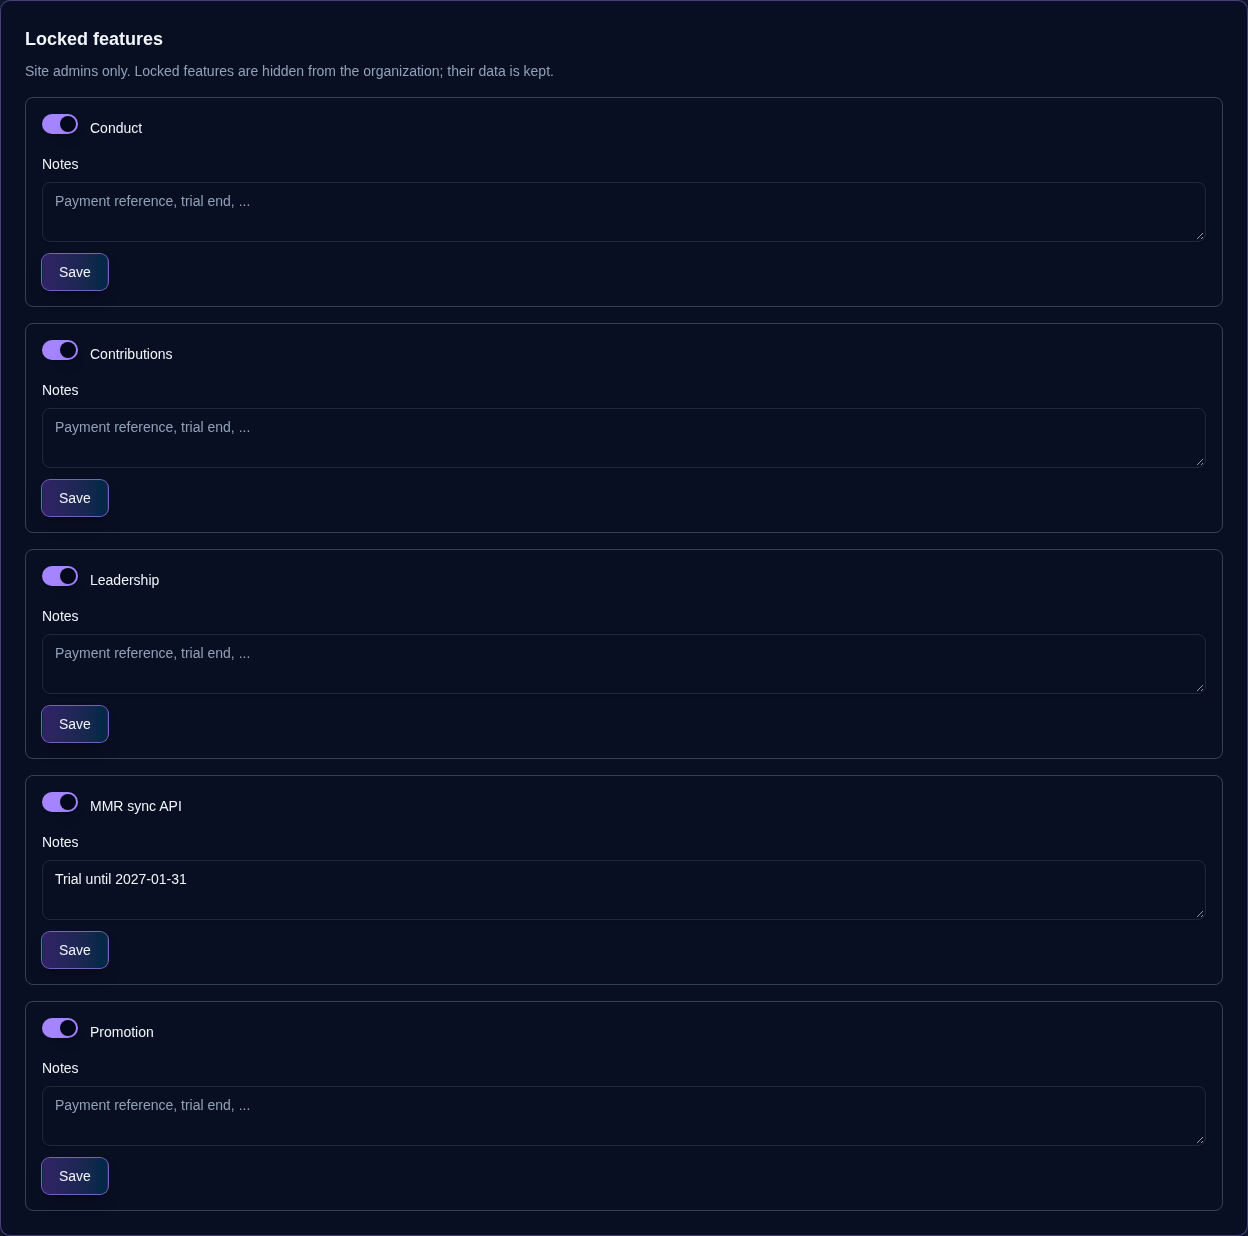 Locked features
Site admins only. Locked features are hidden from the organization; their data is kept.
Conduct
Notes
Payment reference, trial end, ...
Save
Contributions
Notes
Payment reference, trial end, ...
Save
Leadership
Notes
Payment reference, trial end, ...
Save
MMR sync API
Notes
Trial until 2027-01-31
Save
Promotion
Notes
Payment reference, trial end, ...
Save